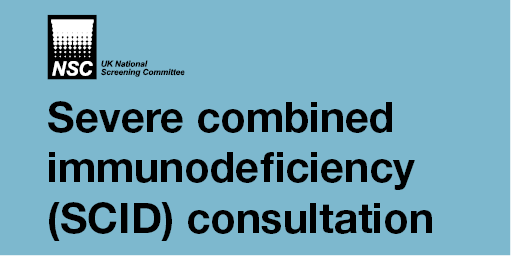 NSC
UK National
Screening Committee
Severe combined
immunodeficiency
(SCID) consultation